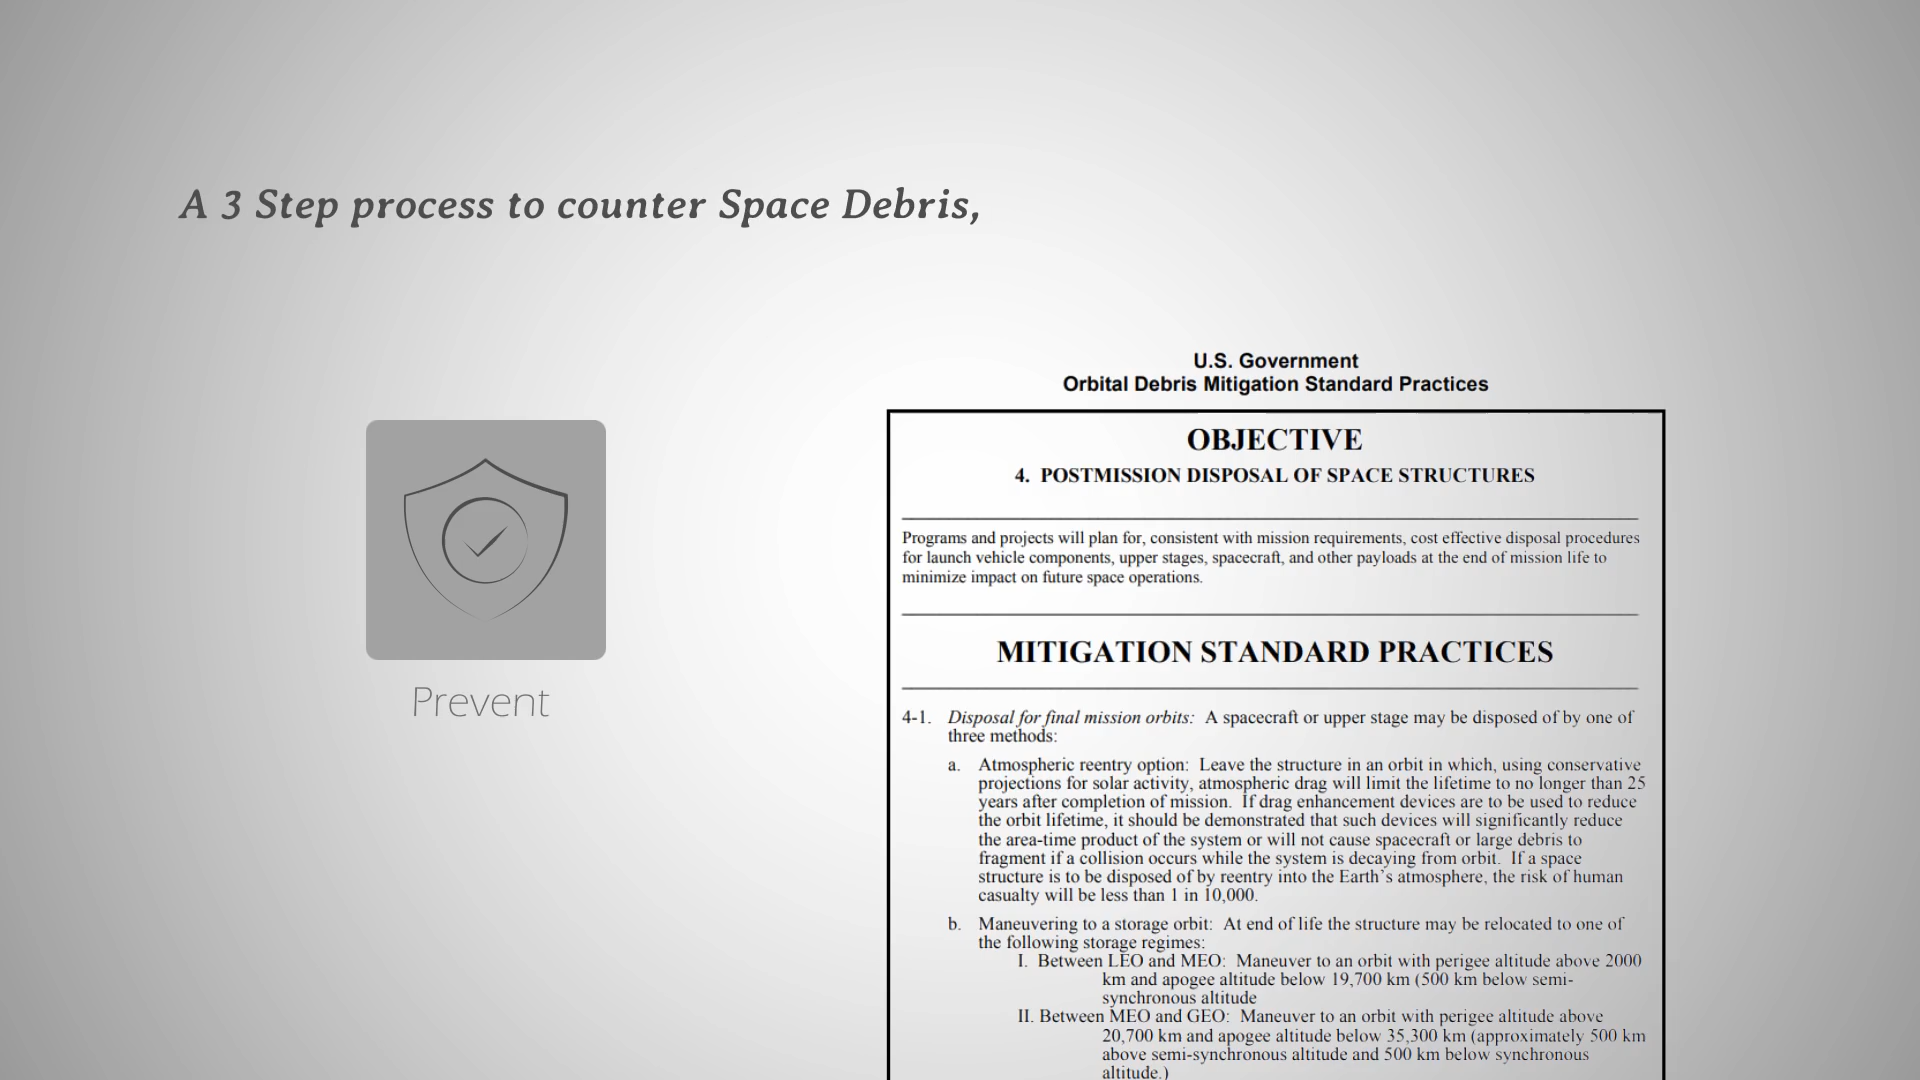 A 3 Step process to counter Space Debris,
Prevent
U.S. Government
Orbital Debris Mitigation Standard Practices
OBJECTIVE
4. POSTMISSION DISPOSAL OF SPACE STRUCTURES
Programs and projects will plan for, consistent with mission requirements, cost effective disposal procedures
for launch vehicle components, upper stages, spacecraft, and other payloads at the end of mission life to
minimize impact on future space operations.
MITIGATION STANDARD PRACTICES
4-1. Disposal for final mission orbits: A spacecraft or upper stage may be disposed of by one of
three methods:
a. Atmospheric reentry option: Leave the structure in an orbit in which, using conservative
projections for solar activity, atmospheric drag will limit the lifetime to no longer than 25
years after completion of mission. If drag enhancement devices are to be used to reduce
the orbit lifetime, it should be demonstrated that such devices will significantly reduce
the area-time product of the system or will not cause spacecraft or large debris to
fragment if a collision occurs while the system is decaying from orbit. If a space
structure is to be disposed of by reentry into the Earth's atmosphere, the risk of human
casualty will be less than 1 in 10,000.
b. Maneuvering to a storage orbit: At end of life the structure may be relocated to one of
the following storage regimes:
I. Between LEO and MEO: Maneuver to an orbit with perigee altitude above 2000
km and apogee altitude below 19,700 km (500 km below semi-
synchronous altitude
II. Between MEO and GEO: Maneuver to an orbit with perigee altitude above
20,700 km and apogee altitude below 35,300 km (approximately 500 km
above semi-synchronous altitude and 500 km below synchronous
altitude.)